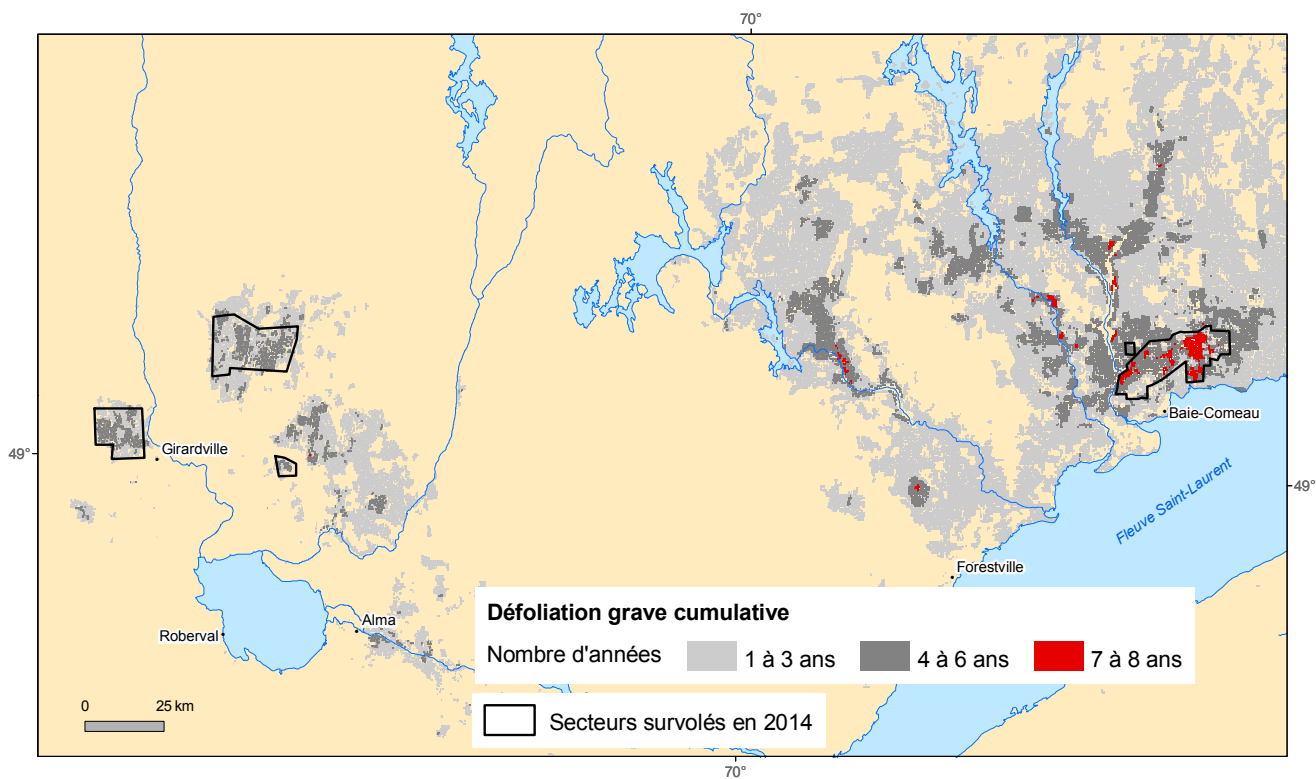 70°
49°
Girardville
Baie-Comeau
49°
Fleuve Saint-Laurent
Forestville
Alma
Roberval
Défoliation grave cumulative
Nombre d'années
1 à 3 ans
4 à 6 ans
7 à 8 ans
0 25 km
Secteurs survolés en 2014
70°